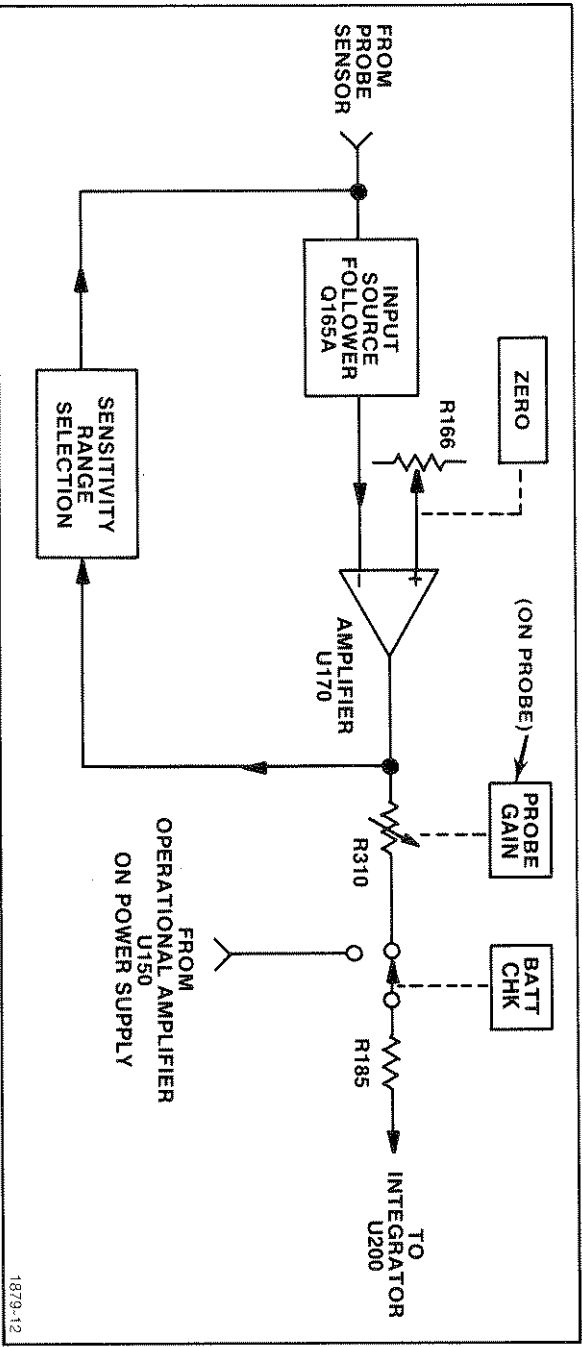 FROM
PROBE
SENSOR
INPUT
SOURCE
FOLLOWER
Q165A
ZERO
R166
+
−
AMPLIFIER
U170
SENSITIVITY
RANGE
SELECTION
(ON PROBE)
PROBE
GAIN
R310
BATT
CHK
R185
FROM
OPERATIONAL AMPLIFIER
U150
ON POWER SUPPLY
TO
INTEGRATOR
U200
1879-12